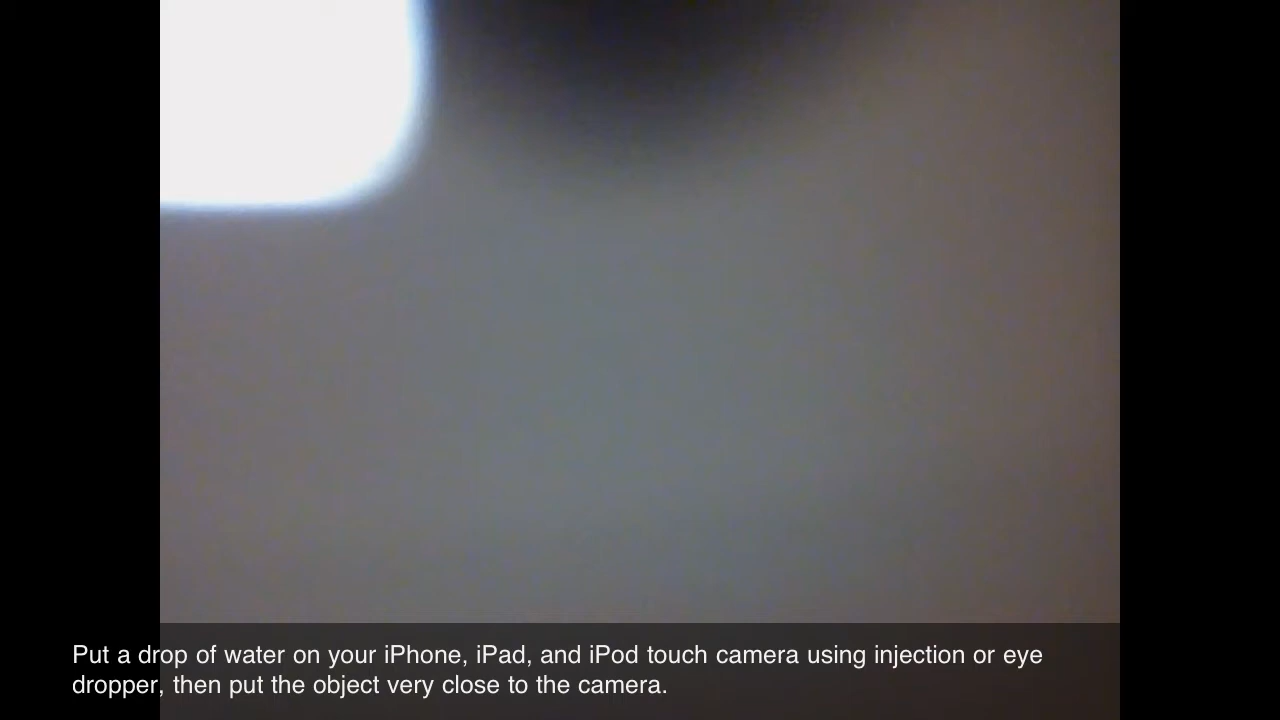 Put a drop of water on your iPhone, iPad, and iPod touch camera using injection or eye
dropper, then put the object very close to the camera.